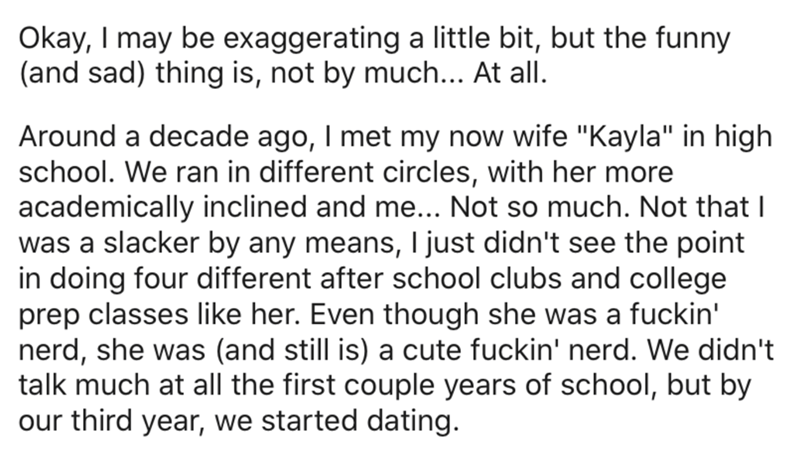 Okay, I may be exaggerating a little bit, but the funny
(and sad) thing is, not by much... At all.
Around a decade ago, I met my now wife "Kayla" in high
school. We ran in different circles, with her more
academically inclined and me... Not so much. Not that I
was a slacker by any means, I just didn't see the point
in doing four different after school clubs and college
prep classes like her. Even though she was a fuckin'
nerd, she was (and still is) a cute fuckin' nerd. We didn't
talk much at all the first couple years of school, but by
our third year, we started dating.